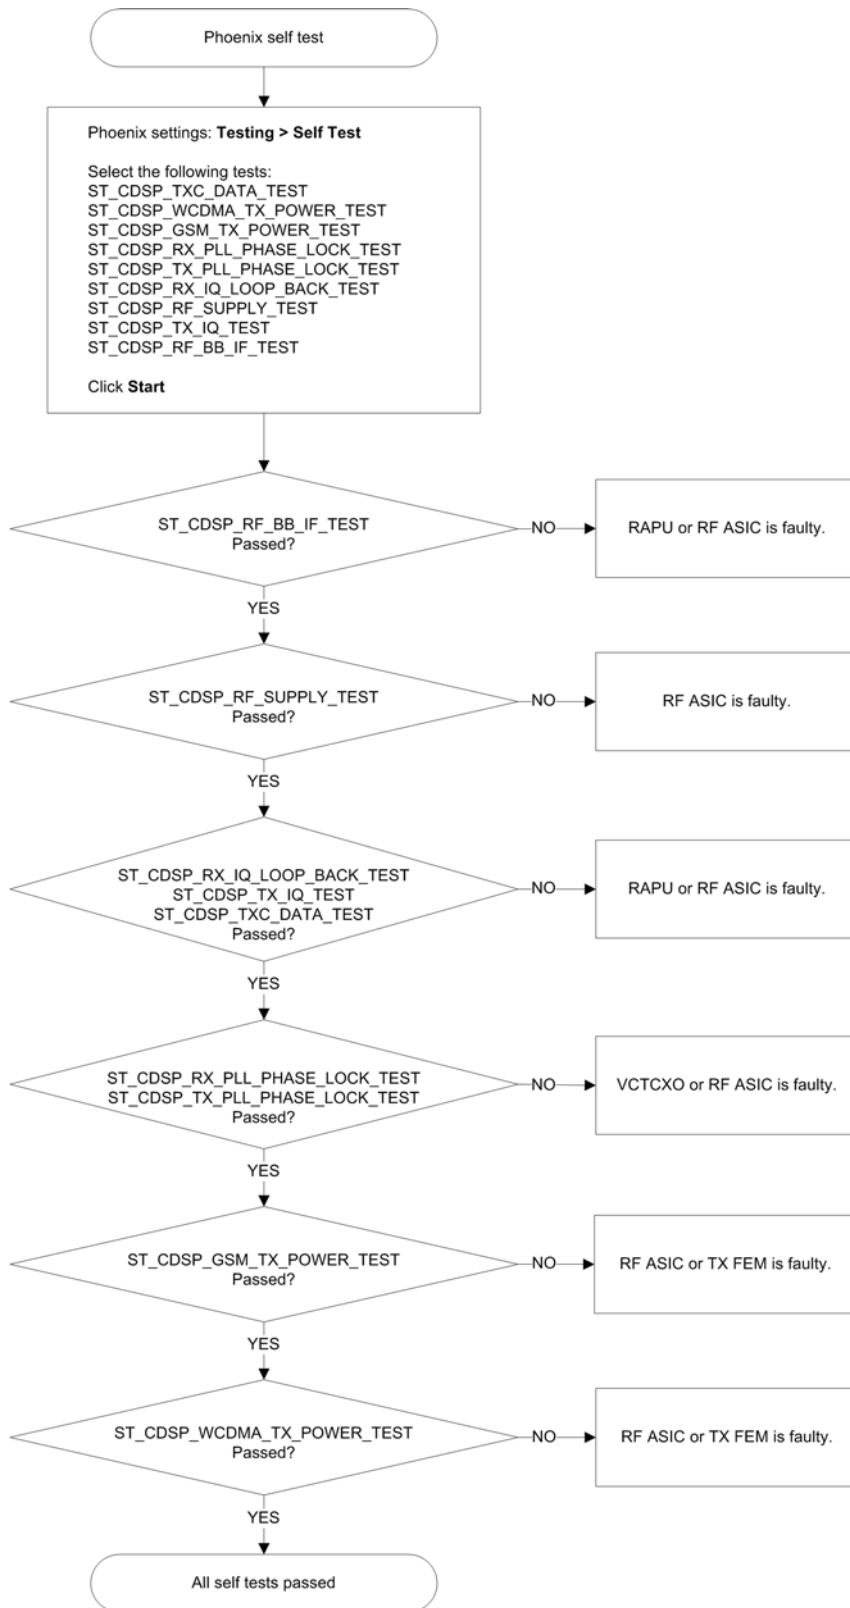 Phoenix self test
Phoenix settings: Testing > Self Test
Select the following tests:
ST_CDSP_TXC_DATA_TEST
ST_CDSP_WCDMA_TX_POWER_TEST
ST_CDSP_GSM_TX_POWER_TEST
ST_CDSP_RX_PLL_PHASE_LOCK_TEST
ST_CDSP_TX_PLL_PHASE_LOCK_TEST
ST_CDSP_RX_IQ_LOOP_BACK_TEST
ST_CDSP_RF_SUPPLY_TEST
ST_CDSP_TX_IQ_TEST
ST_CDSP_RF_BB_IF_TEST
Click Start
ST_CDSP_RF_BB_IF_TEST
Passed?
NO
RAPU or RF ASIC is faulty.
YES
ST_CDSP_RF_SUPPLY_TEST
Passed?
NO
RF ASIC is faulty.
YES
ST_CDSP_RX_IQ_LOOP_BACK_TEST
ST_CDSP_TX_IQ_TEST
ST_CDSP_TXC_DATA_TEST
Passed?
NO
RAPU or RF ASIC is faulty.
YES
ST_CDSP_RX_PLL_PHASE_LOCK_TEST
ST_CDSP_TX_PLL_PHASE_LOCK_TEST
Passed?
NO
VCTCXO or RF ASIC is faulty.
YES
ST_CDSP_GSM_TX_POWER_TEST
Passed?
NO
RF ASIC or TX FEM is faulty.
YES
ST_CDSP_WCDMA_TX_POWER_TEST
Passed?
NO
RF ASIC or TX FEM is faulty.
YES
All self tests passed